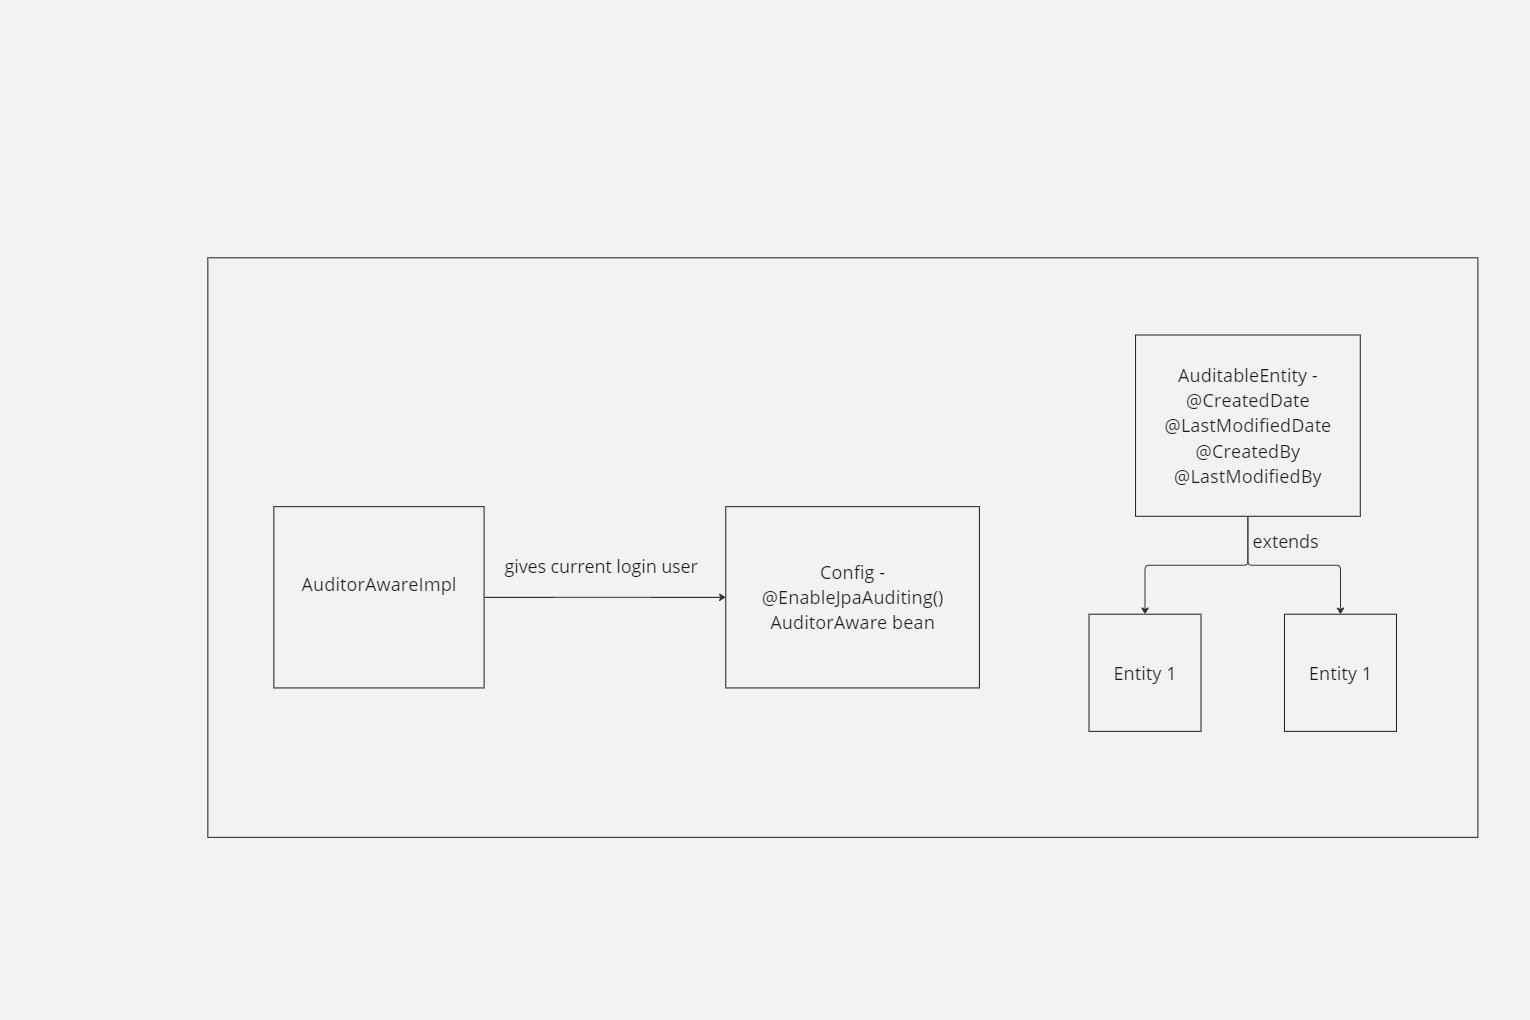 AuditorAwareImpl
gives current login user
Config -
@EnableJpaAuditing()
AuditorAware bean
AuditableEntity -
@CreatedDate
@LastModifiedDate
@CreatedBy
@LastModifiedBy
extends
Entity 1
Entity 1